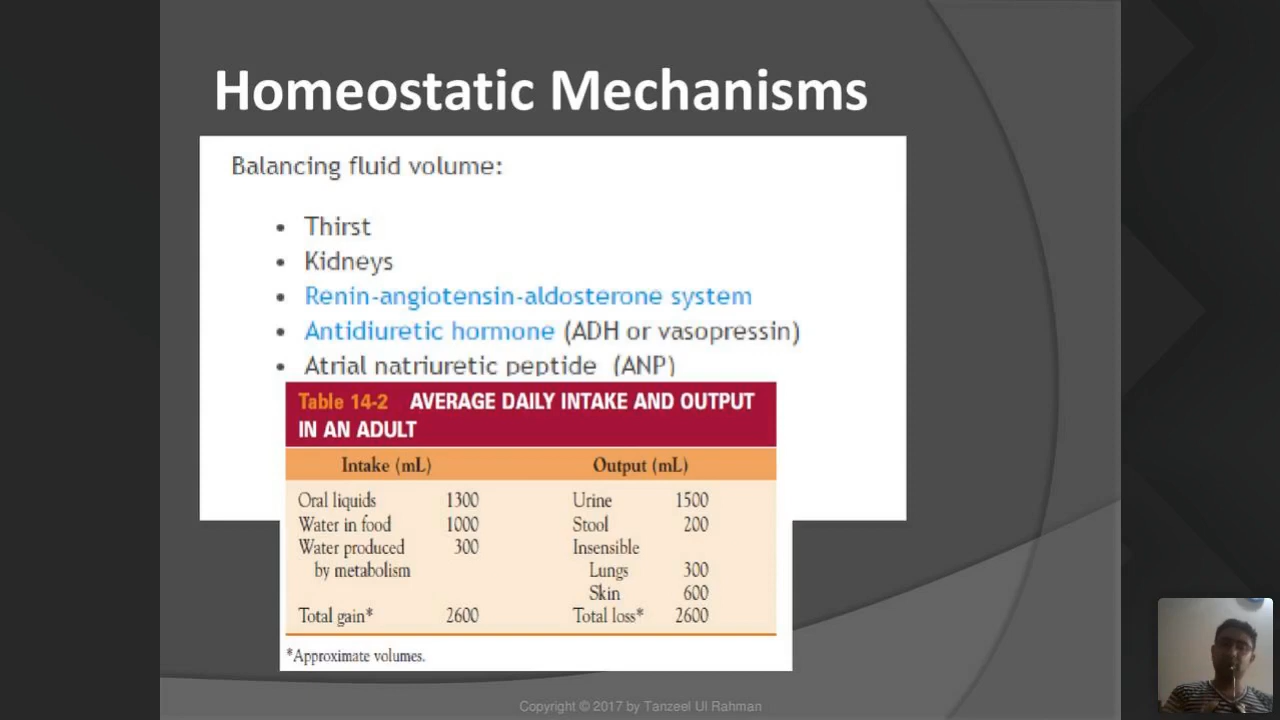 Homeostatic Mechanisms
Balancing fluid volume:
• Thirst
• Kidneys
• Renin-angiotensin-aldosterone system
• Antidiuretic hormone (ADH or vasopressin)
• Atrial natriuretic peptide (ANP)
Table 14-2 AVERAGE DAILY INTAKE AND OUTPUT
IN AN ADULT
Intake (mL) Output (mL)
Oral liquids 1300 Urine 1500
Water in food 1000 Stool 200
Water produced 300 Insensible
by metabolism Lungs 300
Skin 600
Total gain* 2600 Total loss* 2600
*Approximate volumes.
Copyright © 2017 by Tanzeel Ul Rahman